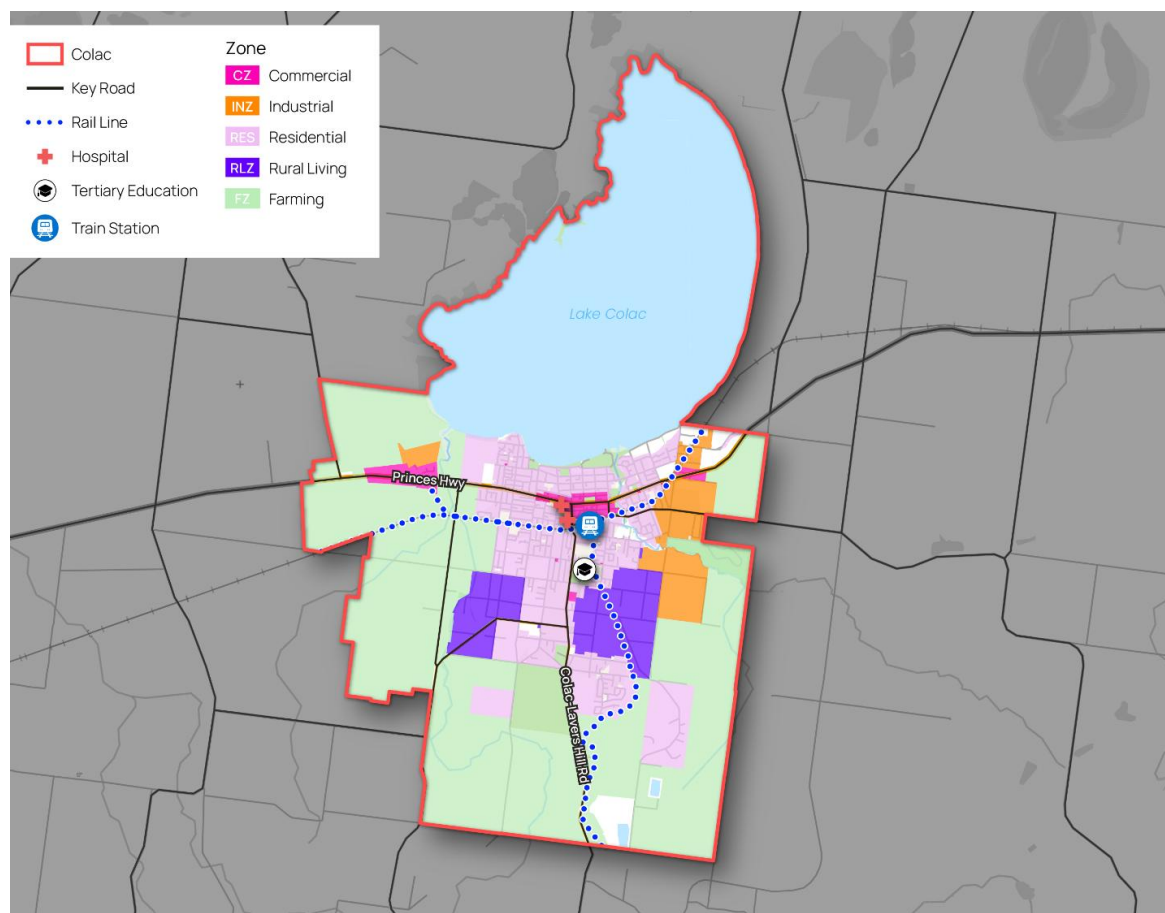 Colac
Key Road
Rail Line
Hospital
Tertiary Education
Train Station
Zone
CZ Commercial
INZ Industrial
RES Residential
RLZ Rural Living
FZ Farming
Lake Colac
Princes Hwy
Colac-Lavers Hill Rd